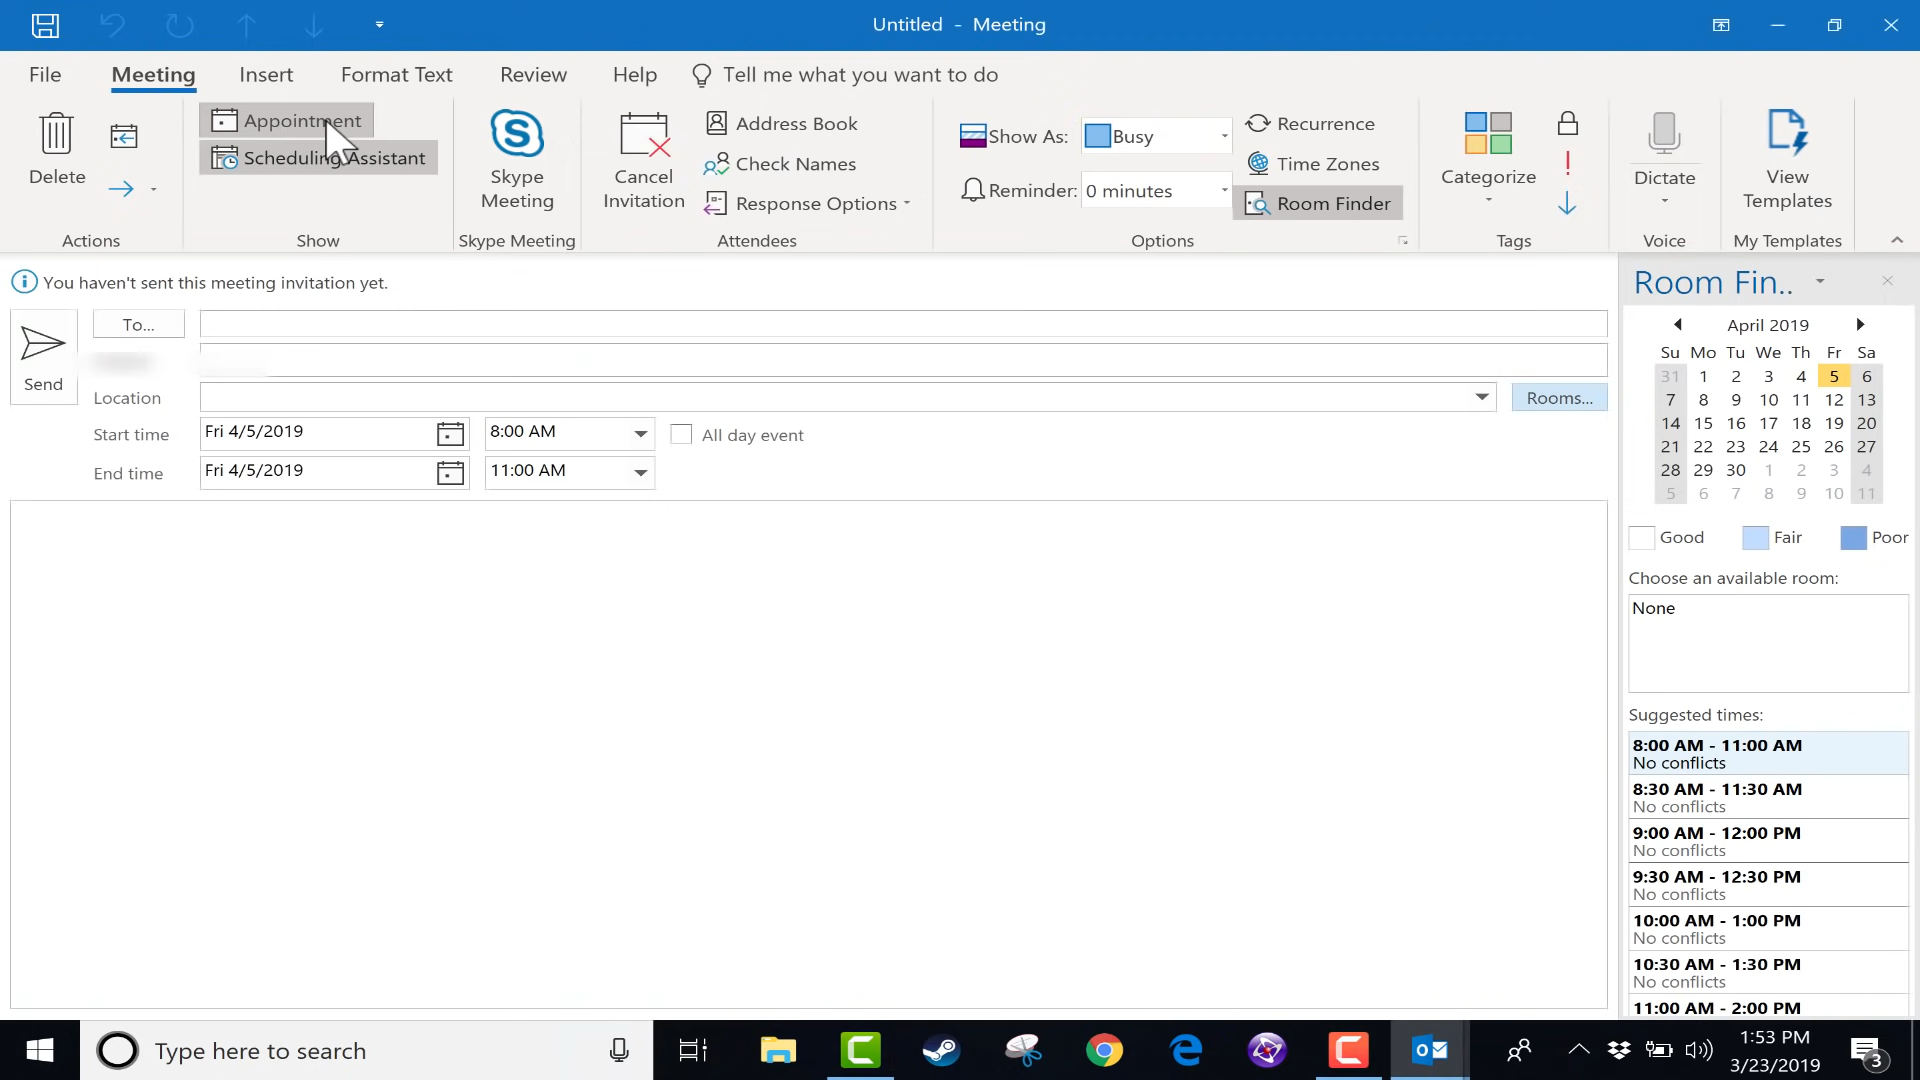 Untitled - Meeting
File Meeting Insert Format Text Review Help Tell me what you want to do
Delete
Actions
Appointment
Scheduling Assistant
Show
Skype
Meeting
Skype Meeting
Cancel
Invitation
Address Book
Check Names
Response Options
Attendees
Show As: Busy
Reminder: 0 minutes
Recurrence
Time Zones
Room Finder
Options
Categorize
Tags
Dictate
Voice
View
Templates
My Templates
You haven't sent this meeting invitation yet.
Send
To...
Location
Rooms...
Start time Fri 4/5/2019 8:00 AM All day event
End time Fri 4/5/2019 11:00 AM
Room Fin..
April 2019
Su Mo Tu We Th Fr Sa
31 1 2 3 4 5 6
7 8 9 10 11 12 13
14 15 16 17 18 19 20
21 22 23 24 25 26 27
28 29 30 1 2 3 4
5 6 7 8 9 10 11
Good Fair Poor
Choose an available room:
None
Suggested times:
8:00 AM - 11:00 AM
No conflicts
8:30 AM - 11:30 AM
No conflicts
9:00 AM - 12:00 PM
No conflicts
9:30 AM - 12:30 PM
No conflicts
10:00 AM - 1:00 PM
No conflicts
10:30 AM - 1:30 PM
No conflicts
11:00 AM - 2:00 PM
Type here to search
1:53 PM
3/23/2019
3